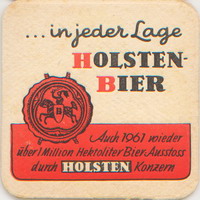 ...in jeder Lage
HOLSTEN-
BIER
Auch 1961 wieder
über 1 Million Hektoliter Bier-Ausstoss
durch HOLSTEN Konzern